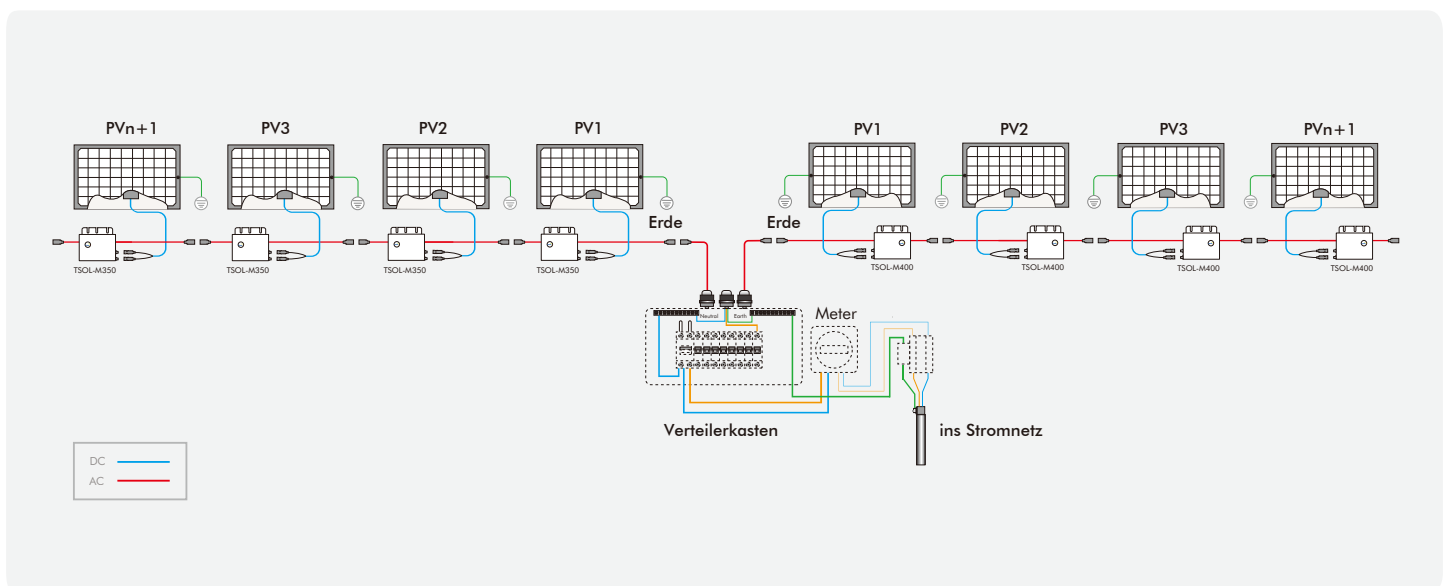 PVn+1
PV3
PV2
PV1
PV1
PV2
PV3
PVn+1
Erde
Erde
TSOL-M350
TSOL-M350
TSOL-M350
TSOL-M350
TSOL-M400
TSOL-M400
TSOL-M400
TSOL-M400
Neutral
Earth
Meter
Verteilerkasten
ins Stromnetz
DC
AC